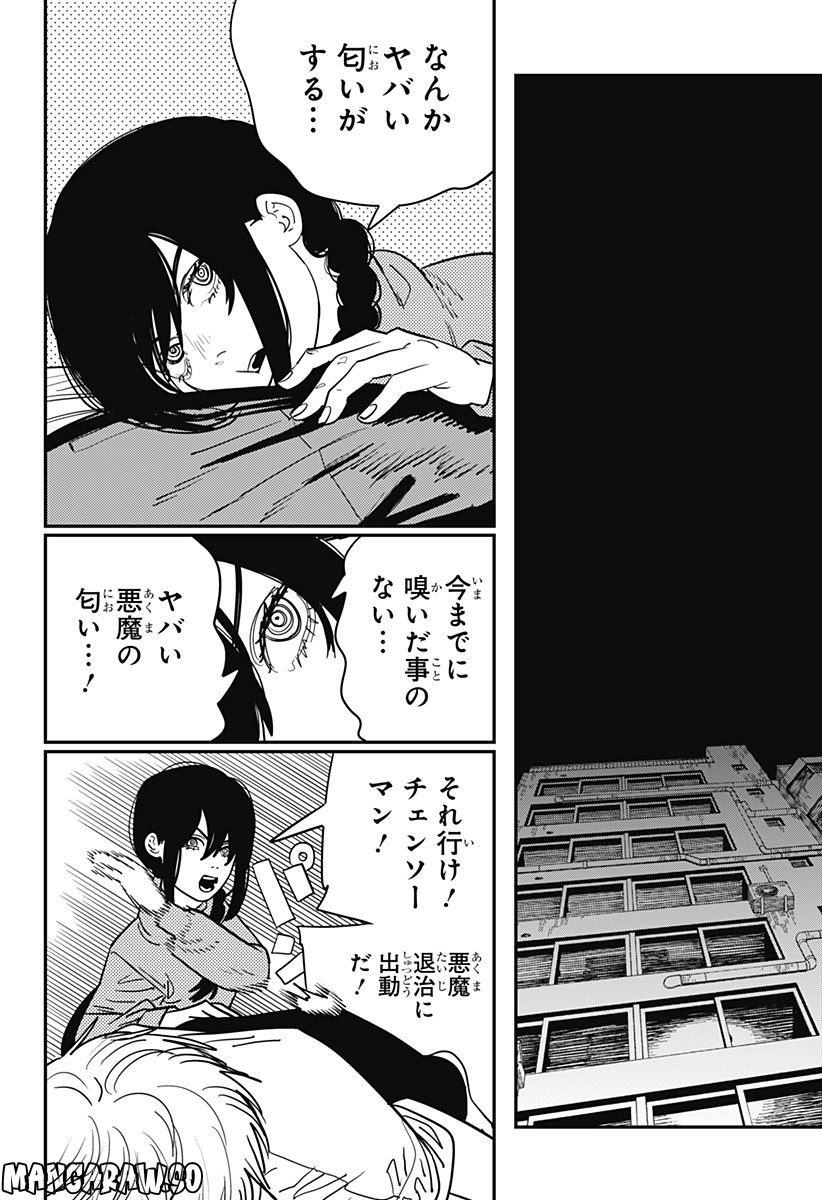 なんか
ヤバい
匂いが
する…
今までに
嗅いだ事の
ない…
ヤバい
悪魔の
匂い…！
それ行け！
チェンソー
マン！
悪魔
退治に
出動
だ！
MANGARAW.SO